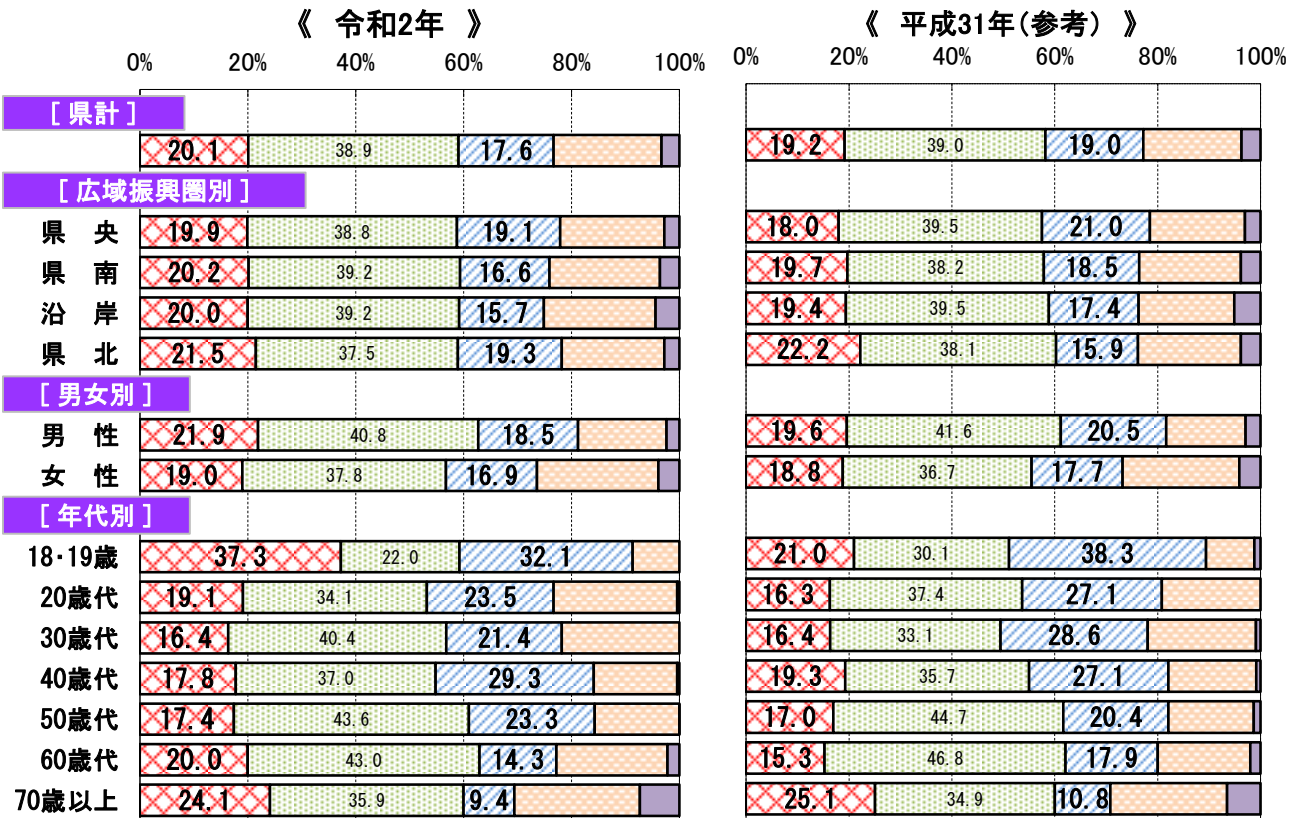 《 令和2年 》
《 平成31年(参考) 》
0% 20% 40% 60% 80% 100%
0% 20% 40% 60% 80% 100%
[ 県計 ]
20.1 38.9 17.6
19.2 39.0 19.0
[ 広域振興圏別 ]
県 央 19.9 38.8 19.1
18.0 39.5 21.0
県 南 20.2 39.2 16.6
19.7 38.2 18.5
沿 岸 20.0 39.2 15.7
19.4 39.5 17.4
県 北 21.5 37.5 19.3
22.2 38.1 15.9
[ 男女別 ]
男 性 21.9 40.8 18.5
19.6 41.6 20.5
女 性 19.0 37.8 16.9
18.8 36.7 17.7
[ 年代別 ]
18・19歳 37.3 22.0 32.1
21.0 30.1 38.3
20歳代 19.1 34.1 23.5
16.3 37.4 27.1
30歳代 16.4 40.4 21.4
16.4 33.1 28.6
40歳代 17.8 37.0 29.3
19.3 35.7 27.1
50歳代 17.4 43.6 23.3
17.0 44.7 20.4
60歳代 20.0 43.0 14.3
15.3 46.8 17.9
70歳以上 24.1 35.9 9.4
25.1 34.9 10.8